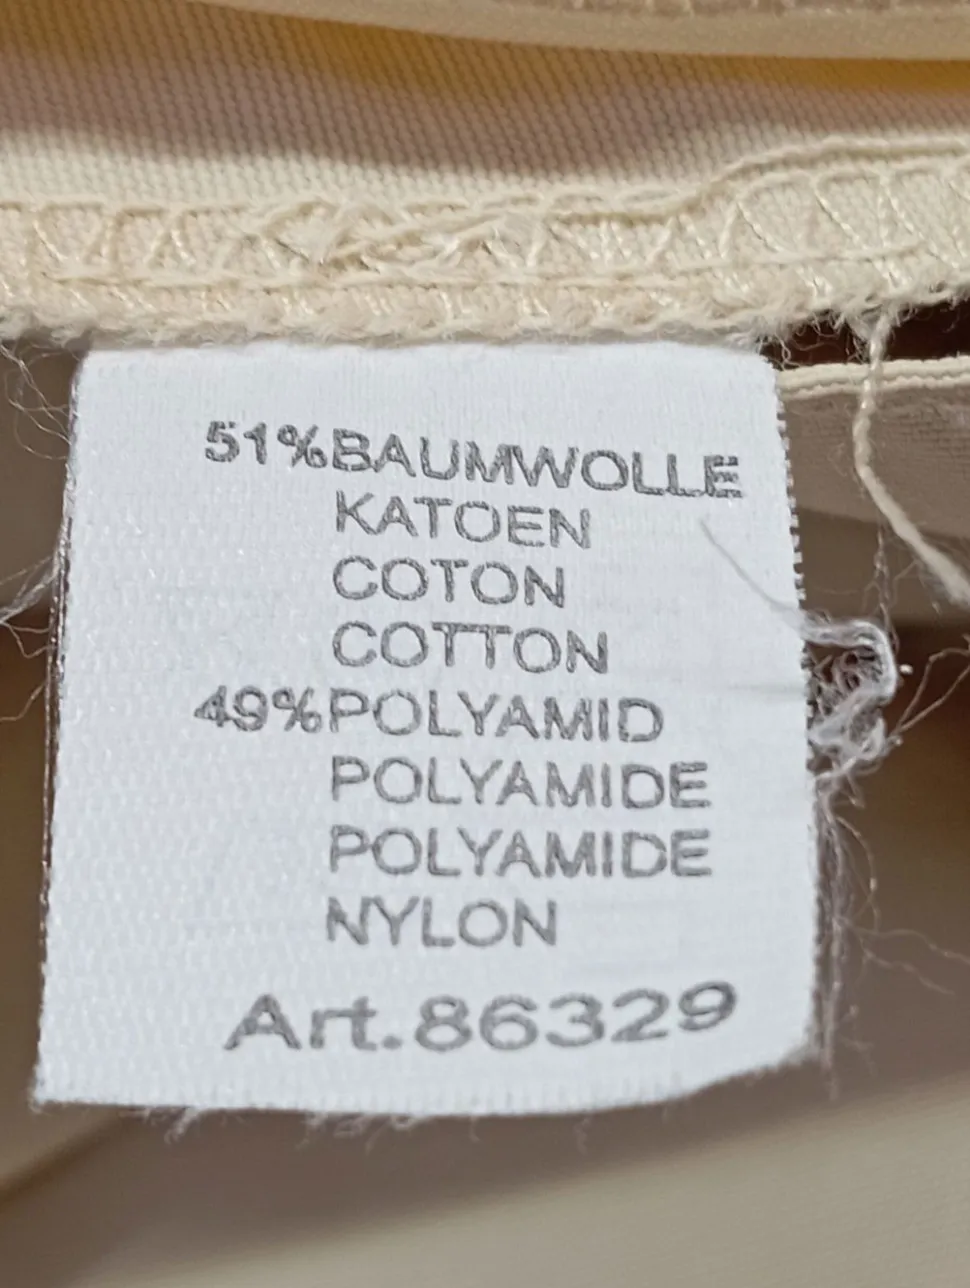 51%BAUMWOLLE
KATOEN
COTON
COTTON
49%POLYAMID
POLYAMIDE
POLYAMIDE
NYLON
Art.86329